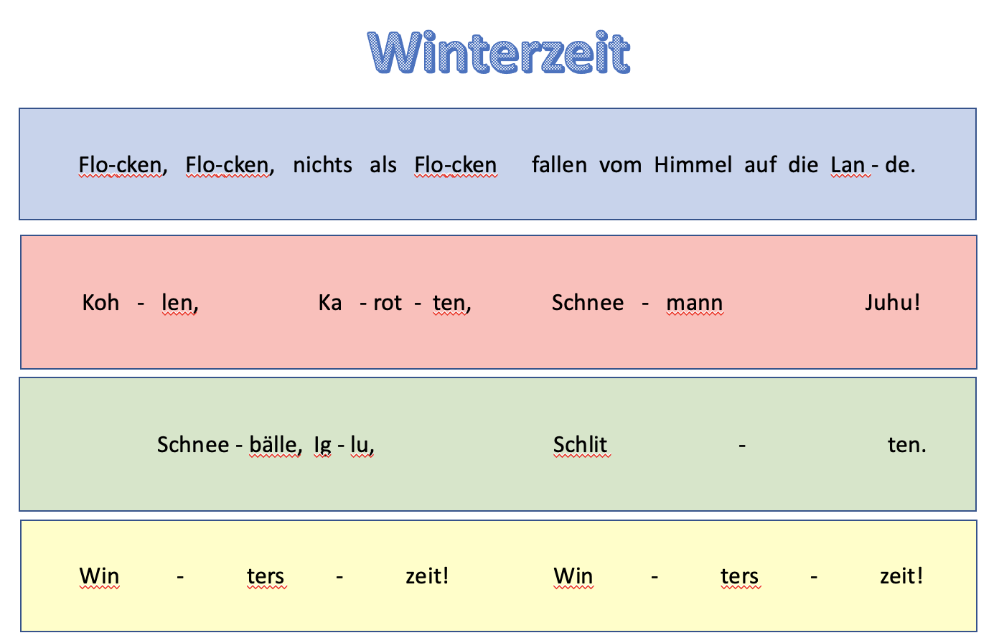 Winterzeit
Flo-cken, Flo-cken, nichts als Flo-cken fallen vom Himmel auf die Lan - de.
Koh - len, Ka - rot - ten, Schnee - mann Juhu!
Schnee - bälle, Ig - lu, Schlit - ten.
Win - ters - zeit! Win - ters - zeit!